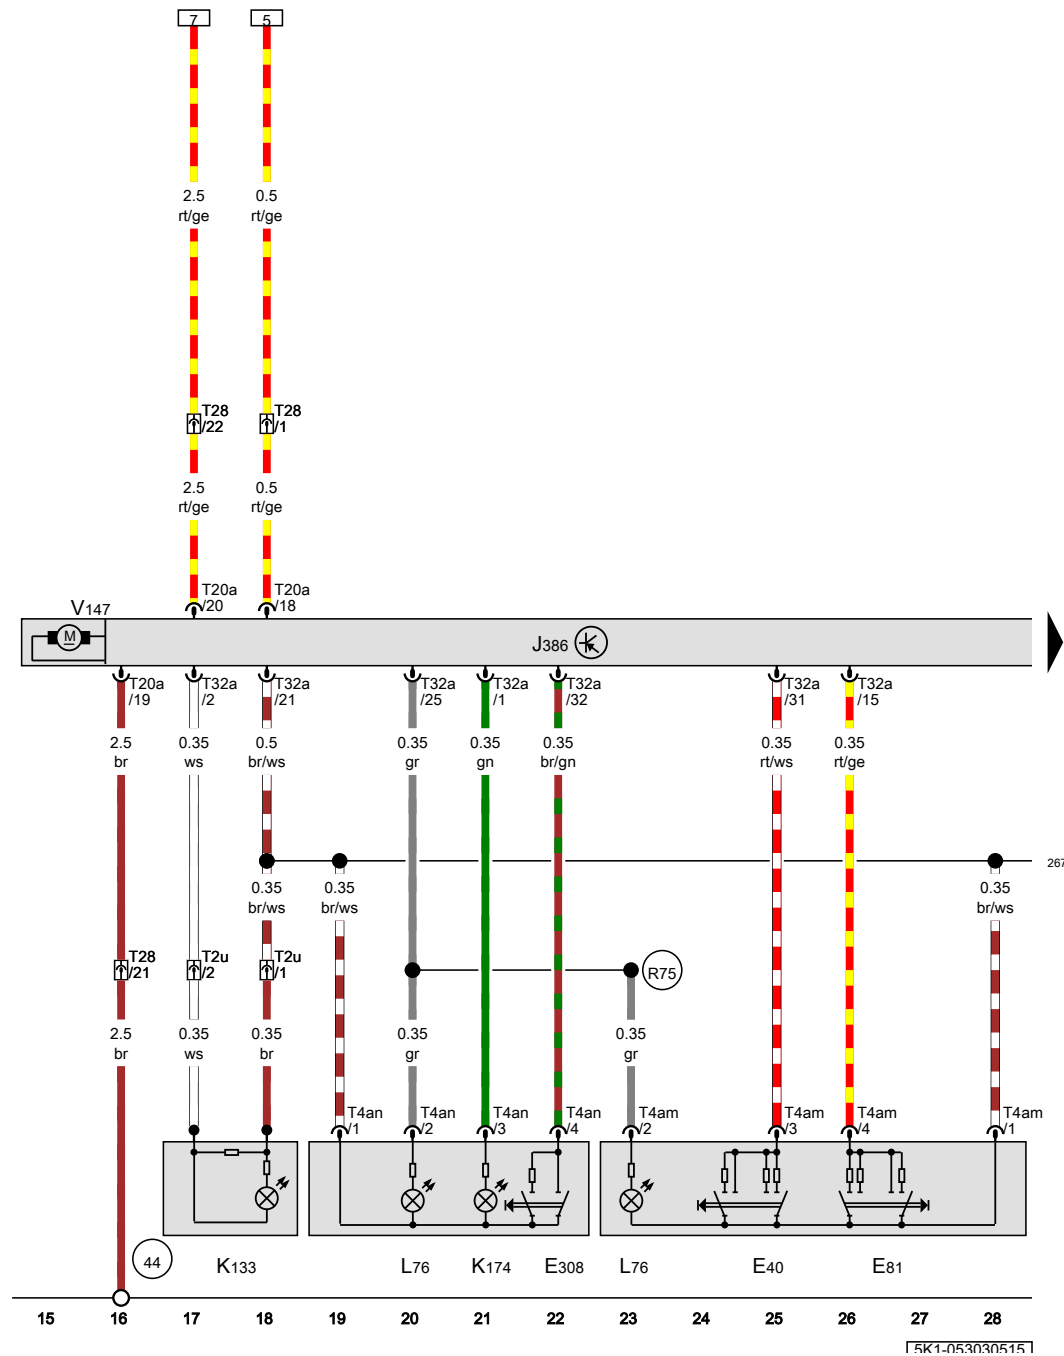 7 5
2.5 0.5
rt/ge rt/ge
T28 T28
/22 /1
2.5 0.5
rt/ge rt/ge
T20a T20a
/20 /18
V147
M
J386
T20a T32a T32a T32a T32a T32a T32a T32a
/19 /2 /21 /25 /1 /32 /31 /15
2.5 0.35 0.5 0.35 0.35 0.35 0.35 0.35
br ws br/ws gr gn br/gn rt/ws rt/ge
267
0.35 0.35 0.35
br/ws br/ws br/ws
T28 T2u T2u
/21 /2 /1
R75
2.5 0.35 0.35 0.35 0.35
br ws br gr gr
T4an T4an T4an T4an T4am T4am T4am T4am
/1 /2 /3 /4 /2 /3 /4 /1
44 K133 L76 K174 E308 L76 E40 E81
15 16 17 18 19 20 21 22 23 24 25 26 27 28
5K1-053030515